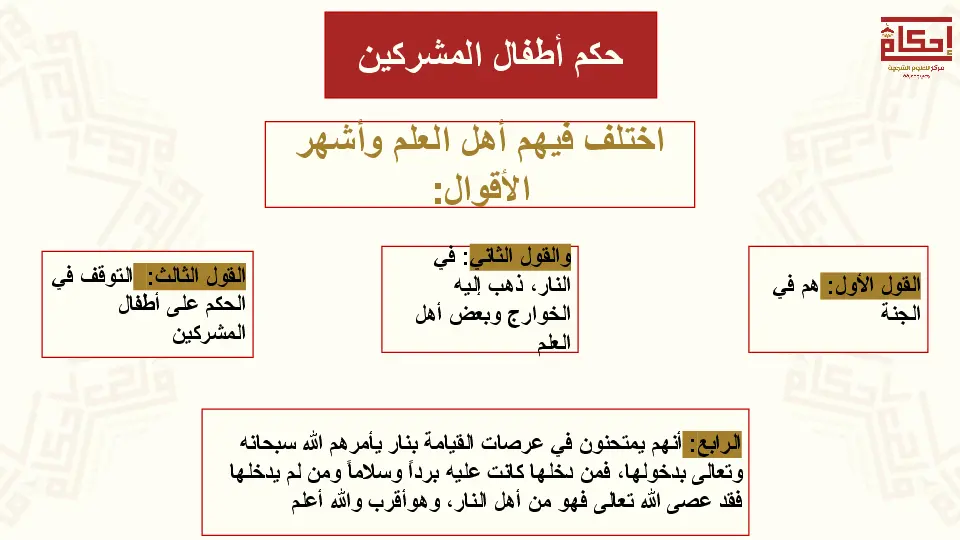 إحكام
مركز للعلوم الشرعية
حكم أطفال المشركين
اختلف فيهم أهل العلم وأشهر
الأقوال:
القول الأول: هم في
الجنة
والقول الثاني: في
النار، ذهب إليه
الخوارج وبعض أهل
العلم
القول الثالث: التوقف في
الحكم على أطفال
المشركين
الرابع: أنهم يمتحنون في عرصات القيامة بنار يأمرهم الله سبحانه
وتعالى بدخولها، فمن دخلها كانت عليه برداً وسلاماً ومن لم يدخلها
فقد عصى الله تعالى فهو من أهل النار، وهوأقرب والله أعلم